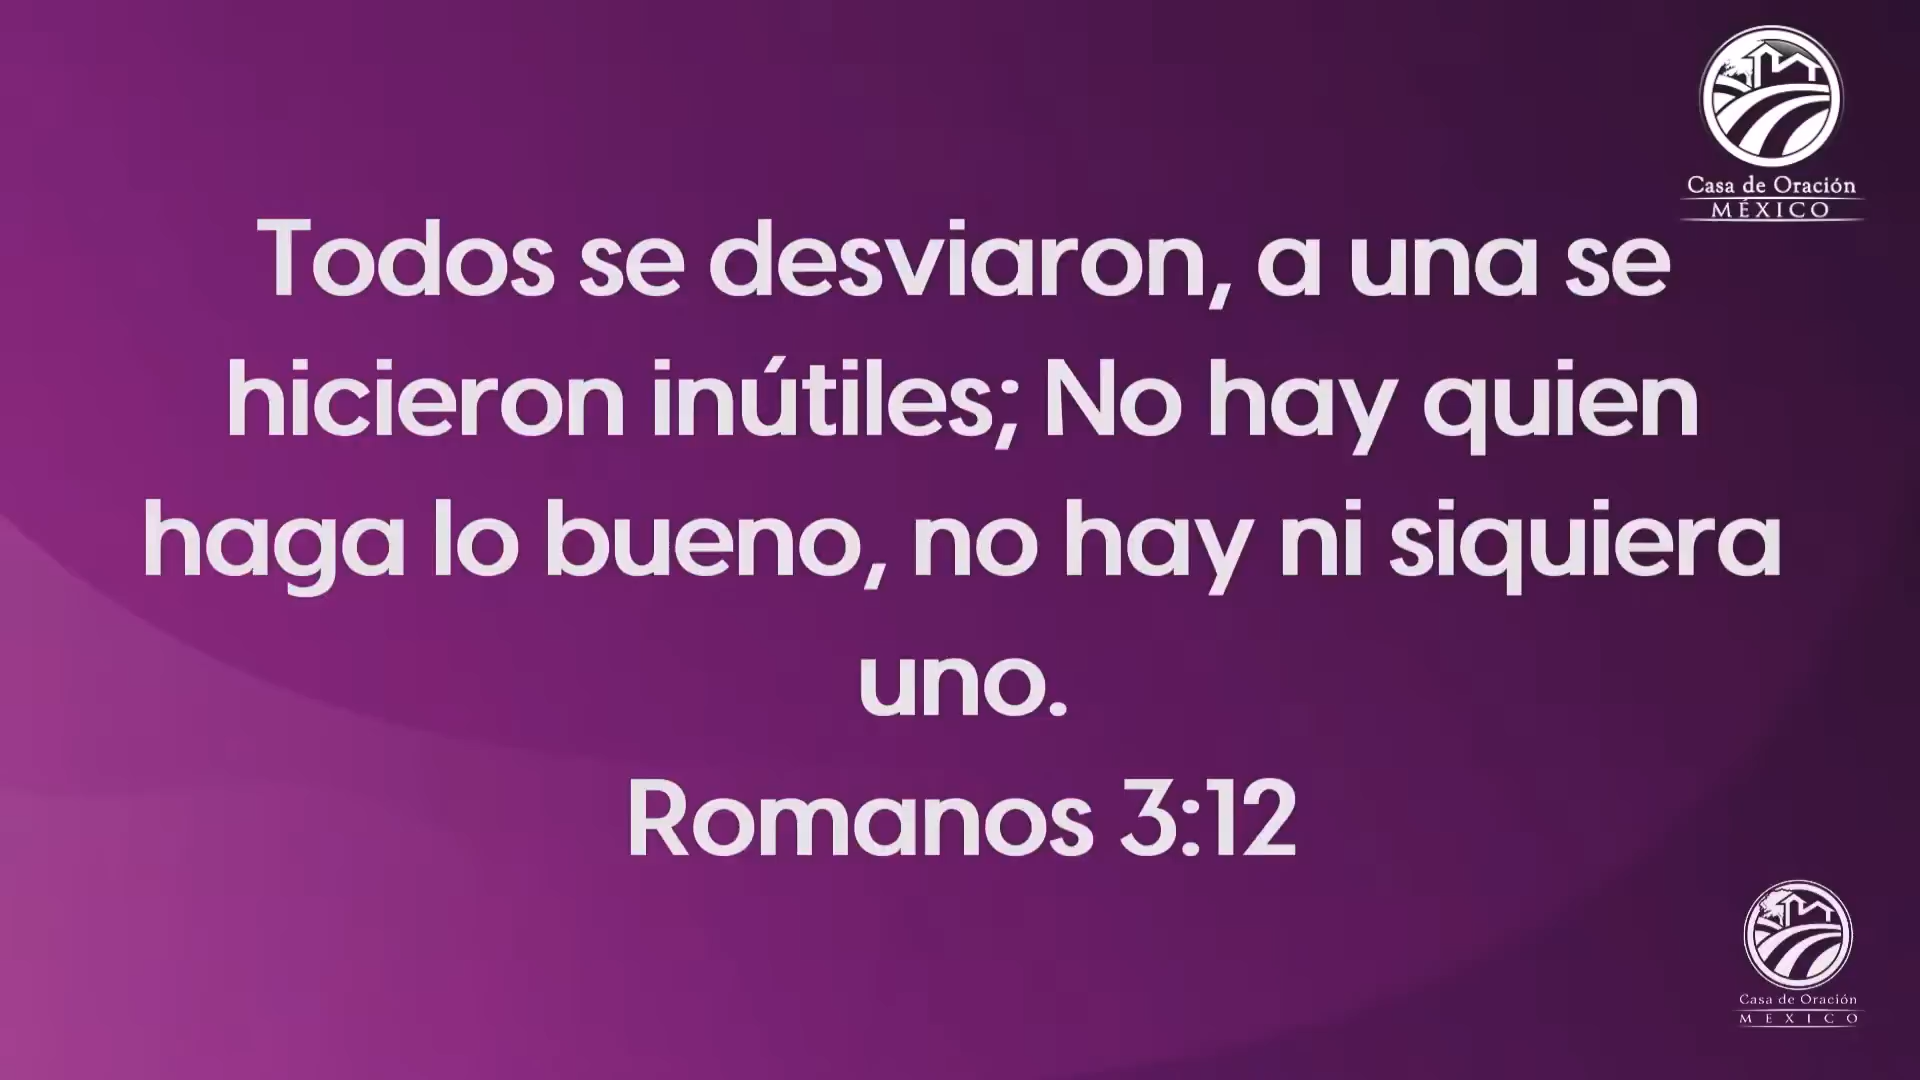 Casa de Oración
MÉXICO
Todos se desviaron, a una se
hicieron inútiles; No hay quien
haga lo bueno, no hay ni siquiera
uno.
Romanos 3:12
Casa de Oración
MEXICO